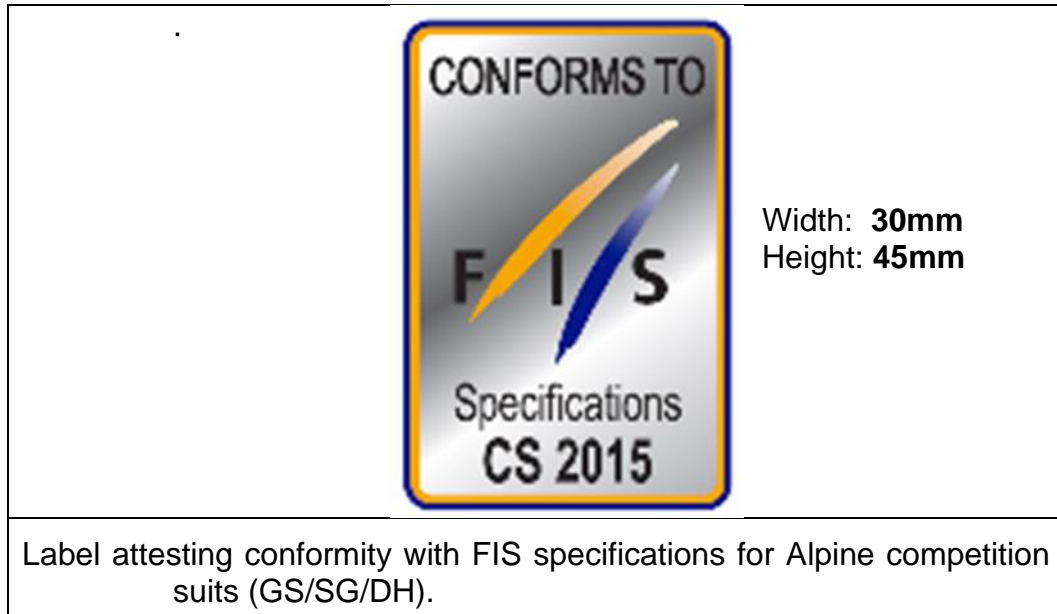 .
CONFORMS TO
F I S
Specifications
CS 2015
Width: 30mm
Height: 45mm
Label attesting conformity with FIS specifications for Alpine competition
suits (GS/SG/DH).